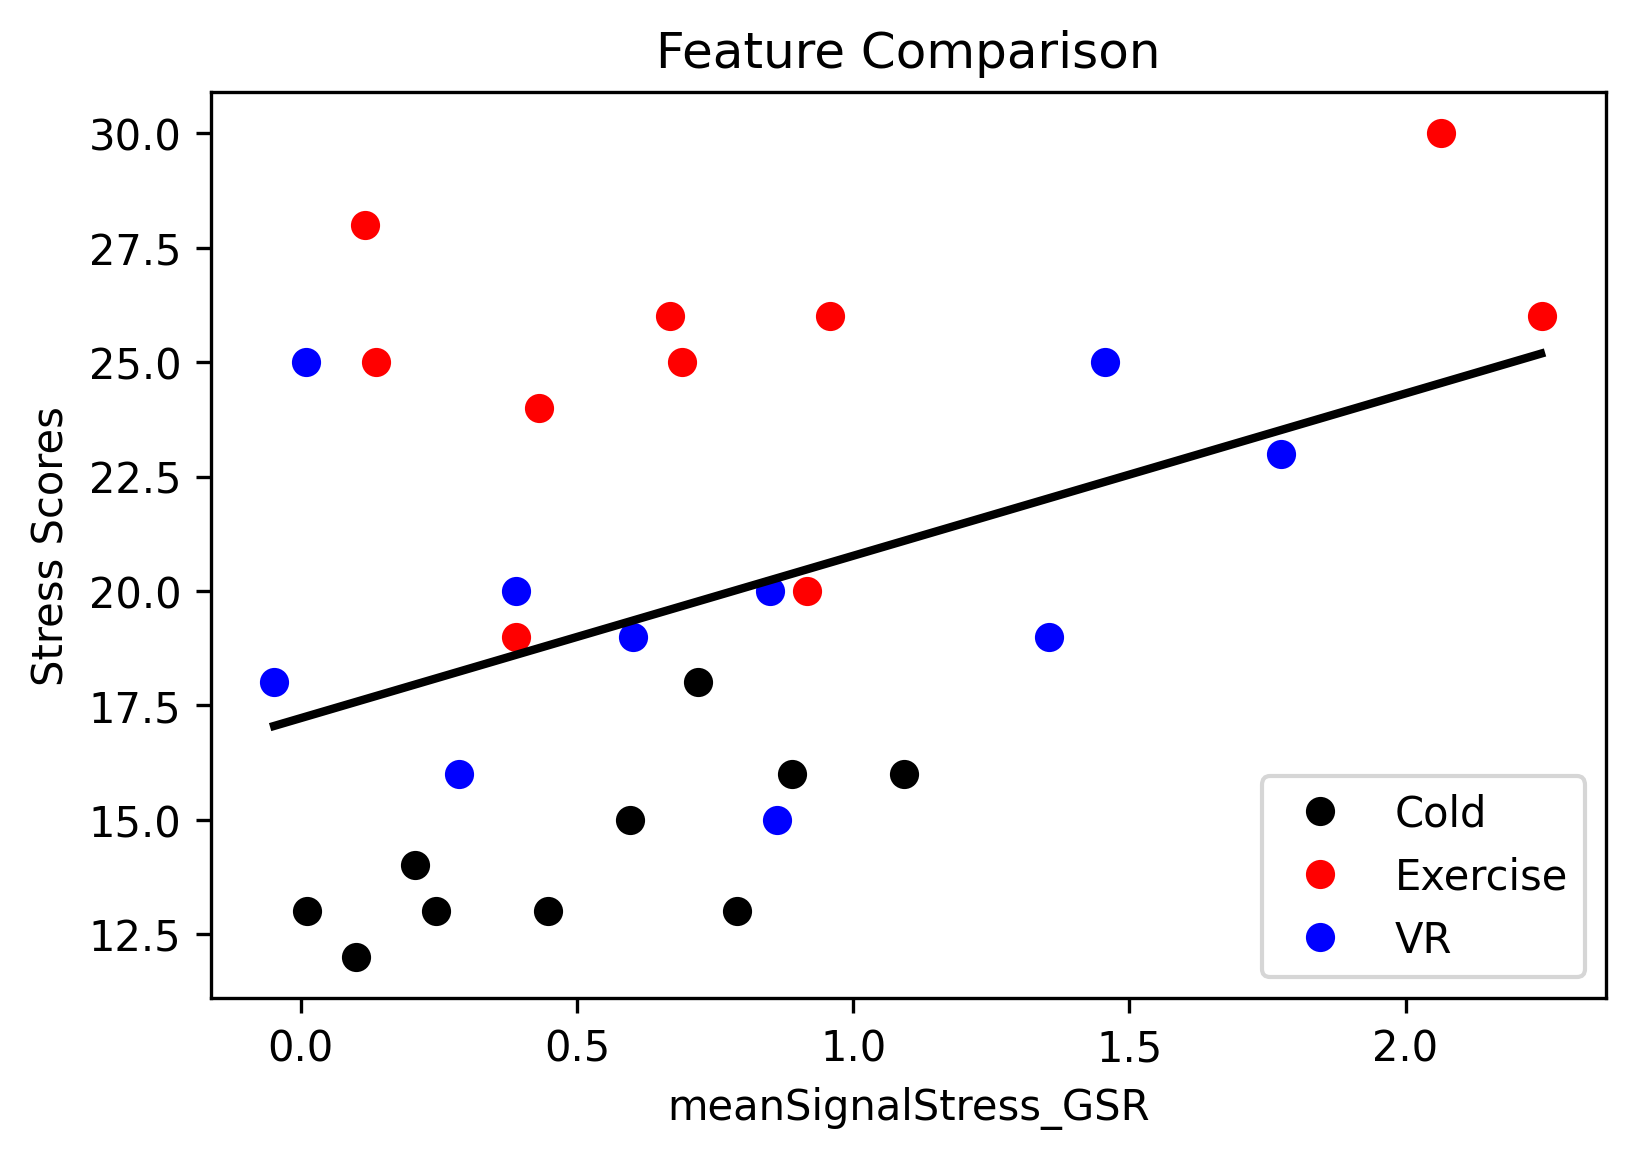 Feature Comparison
30.0
27.5
25.0
22.5
20.0
17.5
15.0
12.5
Stress Scores
Cold
Exercise
VR
0.0 0.5 1.0 1.5 2.0
meanSignalStress_GSR